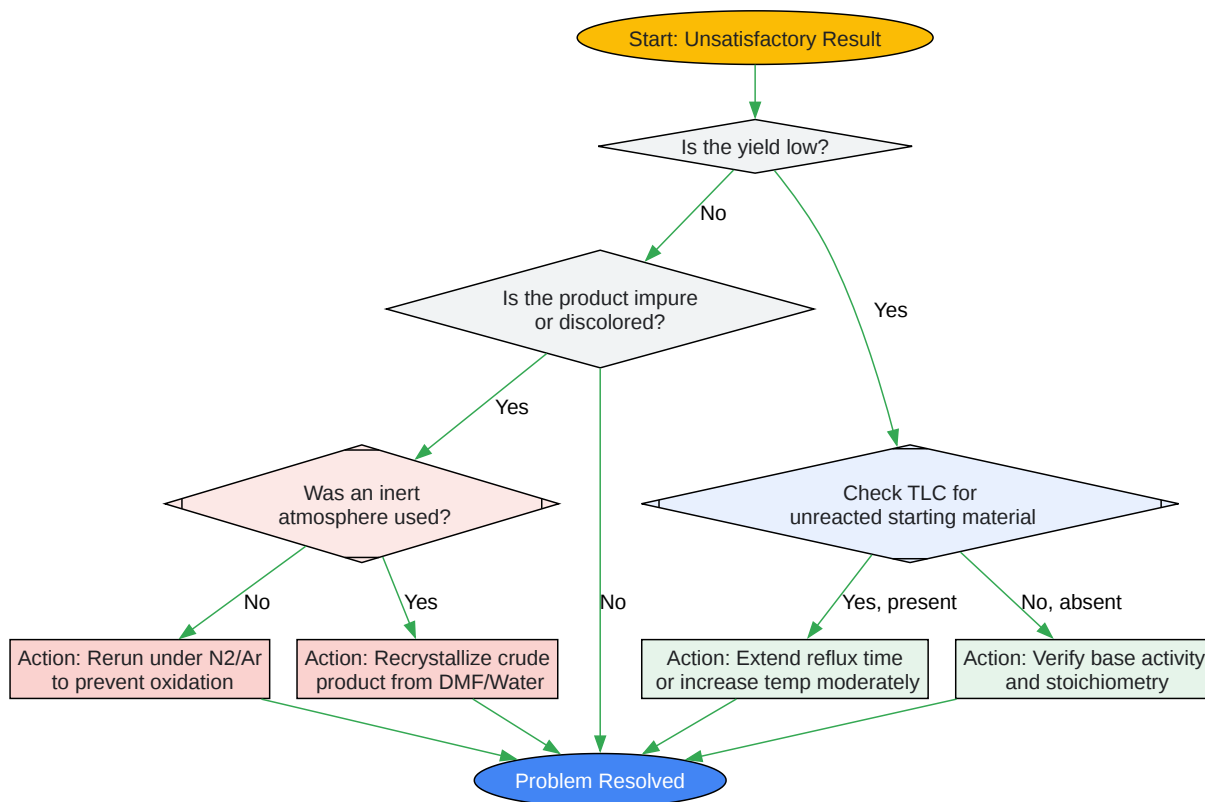 Start: Unsatisfactory Result
Is the yield low?
No
Yes
Is the product impure
or discolored?
Yes
No
Was an inert
atmosphere used?
Check TLC for
unreacted starting material
No
Yes
Yes, present
No, absent
Action: Rerun under N2/Ar
to prevent oxidation
Action: Recrystallize crude
product from DMF/Water
Action: Extend reflux time
or increase temp moderately
Action: Verify base activity
and stoichiometry
Problem Resolved